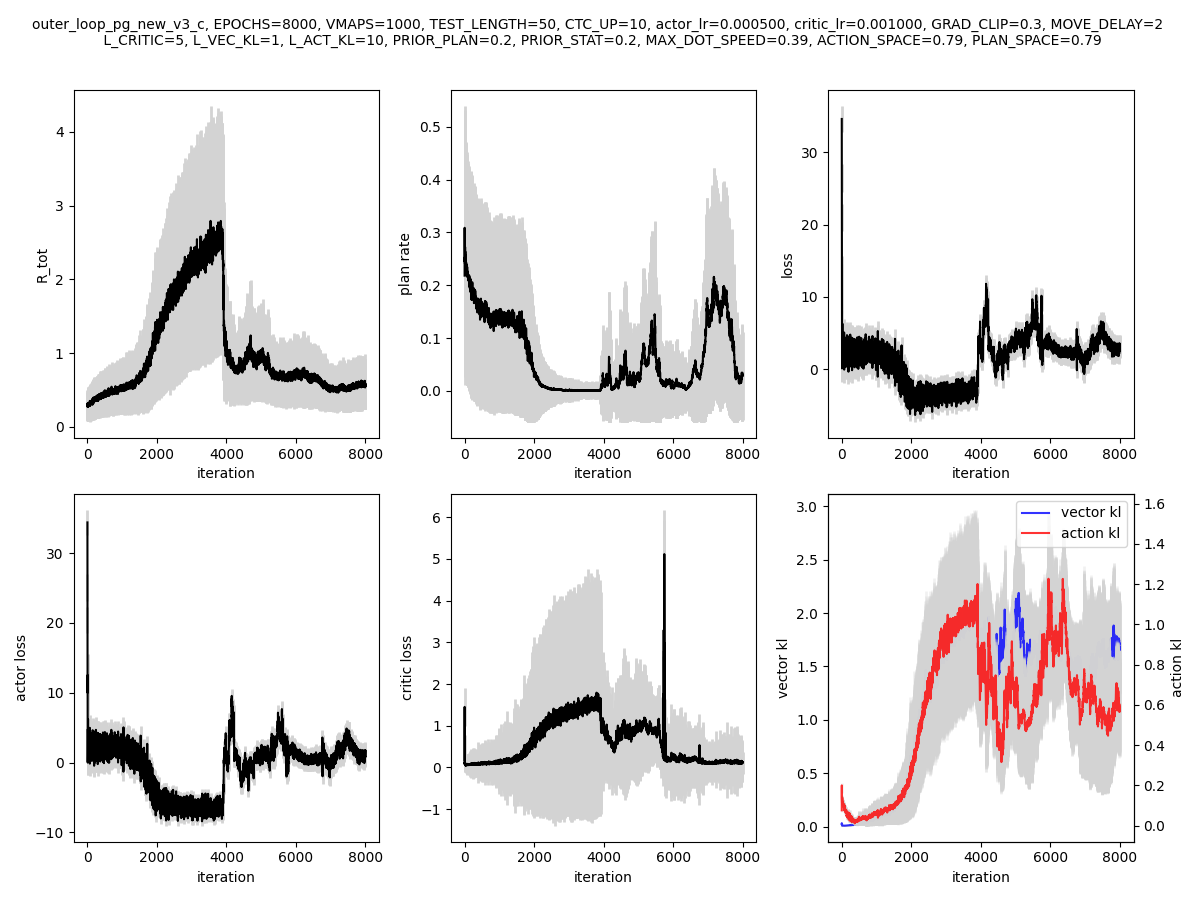 outer_loop_pg_new_v3_c, EPOCHS=8000, VMAPS=1000, TEST_LENGTH=50, CTC_UP=10, actor_lr=0.000500, critic_lr=0.001000, GRAD_CLIP=0.3, MOVE_DELAY=2
L_CRITIC=5, L_VEC_KL=1, L_ACT_KL=10, PRIOR_PLAN=0.2, PRIOR_STAT=0.2, MAX_DOT_SPEED=0.39, ACTION_SPACE=0.79, PLAN_SPACE=0.79
R_tot
4
3
2
1
0
0 2000 4000 6000 8000
iteration
plan rate
0.5
0.4
0.3
0.2
0.1
0.0
0 2000 4000 6000 8000
iteration
loss
30
20
10
0
0 2000 4000 6000 8000
iteration
actor loss
30
20
10
0
−10
0 2000 4000 6000 8000
iteration
critic loss
6
5
4
3
2
1
0
−1
0 2000 4000 6000 8000
iteration
vector kl
3.0
2.5
2.0
1.5
1.0
0.5
0.0
0 2000 4000 6000 8000
iteration
vector kl
action kl
1.6
1.4
1.2
1.0
0.8
0.6
0.4
0.2
0.0
action kl